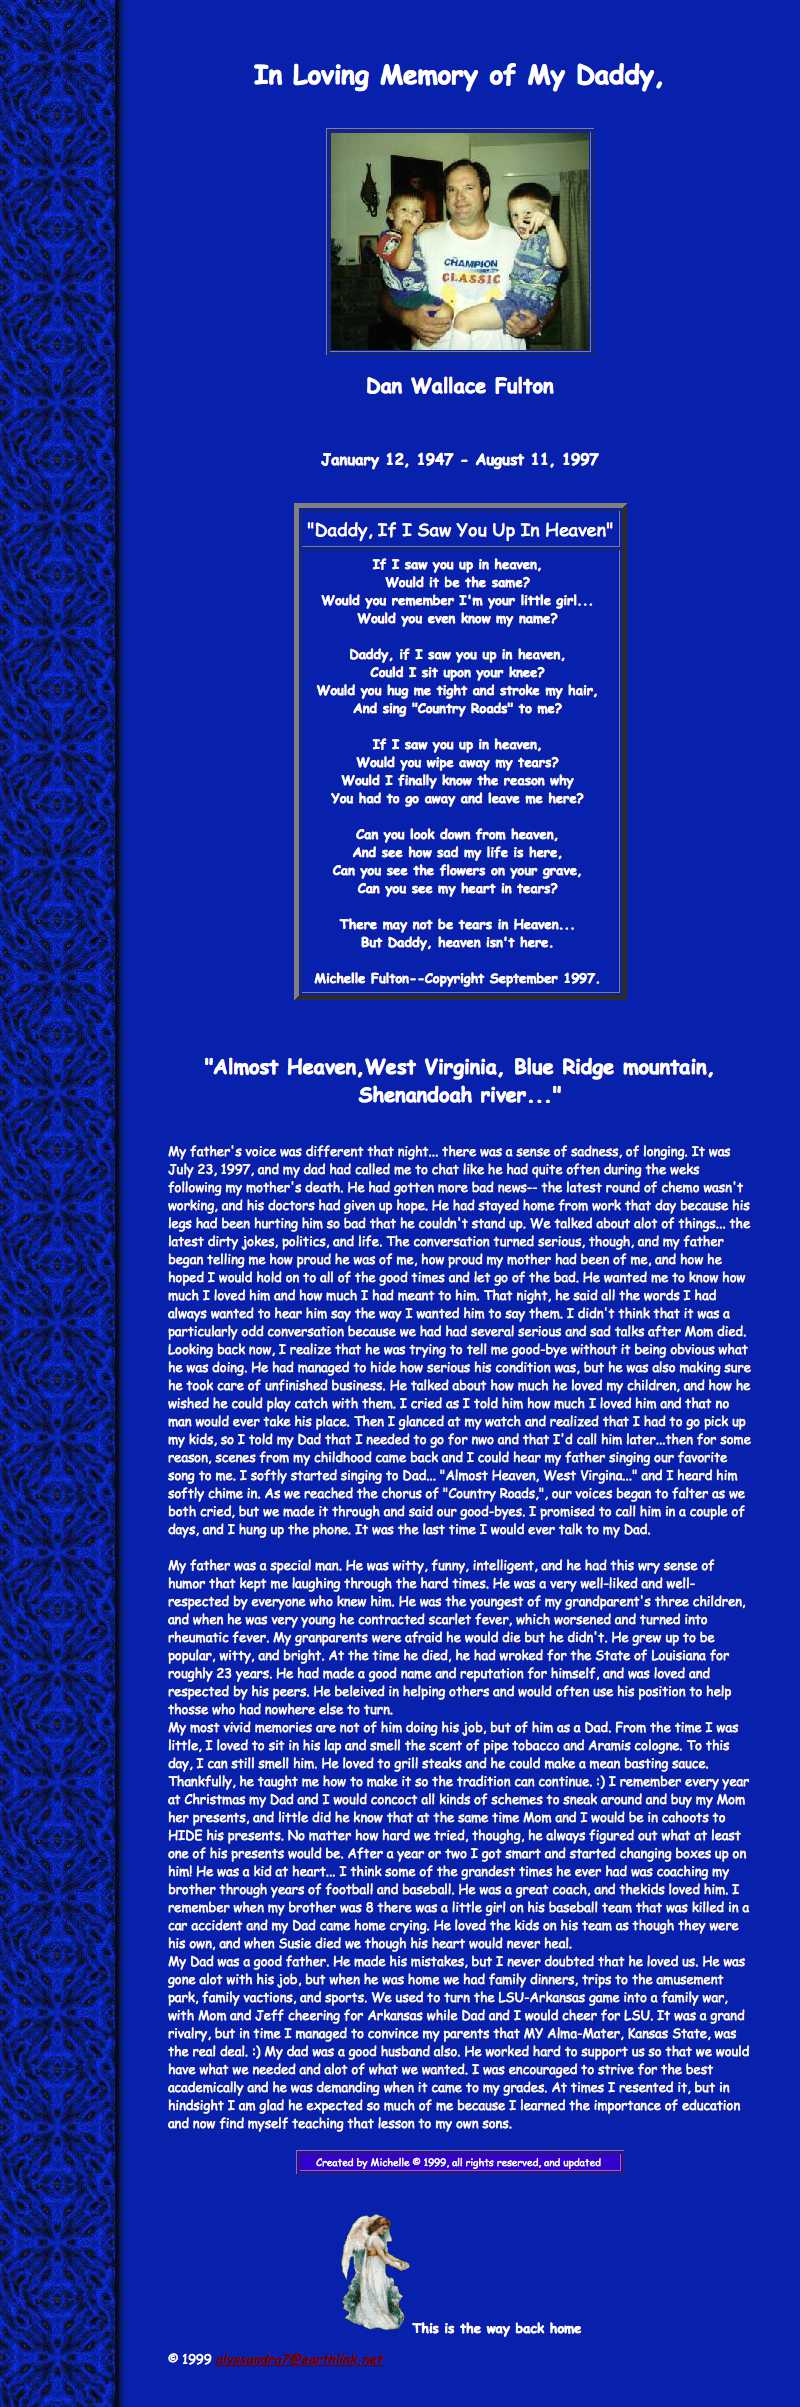 In Loving Memory of My Daddy,
CHAMPION
CLASSIC
Dan Wallace Fulton
January 12, 1947 - August 11, 1997
"Daddy, If I Saw You Up In Heaven"
If I saw you up in heaven,
Would it be the same?
Would you remember I'm your little girl...
Would you even know my name?
Daddy, if I saw you up in heaven,
Could I sit upon your knee?
Would you hug me tight and stroke my hair,
And sing "Country Roads" to me?
If I saw you up in heaven,
Would you wipe away my tears?
Would I finally know the reason why
You had to go away and leave me here?
Can you look down from heaven,
And see how sad my life is here,
Can you see the flowers on your grave,
Can you see my heart in tears?
There may not be tears in Heaven...
But Daddy, heaven isn't here.
Michelle Fulton--Copyright September 1997.
"Almost Heaven,West Virginia, Blue Ridge mountain,
Shenandoah river..."
My father's voice was different that night... there was a sense of sadness, of longing. It was
July 23, 1997, and my dad had called me to chat like he had quite often during the weks
following my mother's death. He had gotten more bad news-- the latest round of chemo wasn't
working, and his doctors had given up hope. He had stayed home from work that day because his
legs had been hurting him so bad that he couldn't stand up. We talked about alot of things... the
latest dirty jokes, politics, and life. The conversation turned serious, though, and my father
began telling me how proud he was of me, how proud my mother had been of me, and how he
hoped I would hold on to all of the good times and let go of the bad. He wanted me to know how
much I loved him and how much I had meant to him. That night, he said all the words I had
always wanted to hear him say the way I wanted him to say them. I didn't think that it was a
particularly odd conversation because we had had several serious and sad talks after Mom died.
Looking back now, I realize that he was trying to tell me good-bye without it being obvious what
he was doing. He had managed to hide how serious his condition was, but he was also making sure
he took care of unfinished business. He talked about how much he loved my children, and how he
wished he could play catch with them. I cried as I told him how much I loved him and that no
man would ever take his place. Then I glanced at my watch and realized that I had to go pick up
my kids, so I told my Dad that I needed to go for nwo and that I'd call him later...then for some
reason, scenes from my childhood came back and I could hear my father singing our favorite
song to me. I softly started singing to Dad... "Almost Heaven, West Virgina..." and I heard him
softly chime in. As we reached the chorus of "Country Roads,", our voices began to falter as we
both cried, but we made it through and said our good-byes. I promised to call him in a couple of
days, and I hung up the phone. It was the last time I would ever talk to my Dad.
My father was a special man. He was witty, funny, intelligent, and he had this wry sense of
humor that kept me laughing through the hard times. He was a very well-liked and well-
respected by everyone who knew him. He was the youngest of my grandparent's three children,
and when he was very young he contracted scarlet fever, which worsened and turned into
rheumatic fever. My granparents were afraid he would die but he didn't. He grew up to be
popular, witty, and bright. At the time he died, he had wroked for the State of Louisiana for
roughly 23 years. He had made a good name and reputation for himself, and was loved and
respected by his peers. He beleived in helping others and would often use his position to help
thosse who had nowhere else to turn.
My most vivid memories are not of him doing his job, but of him as a Dad. From the time I was
little, I loved to sit in his lap and smell the scent of pipe tobacco and Aramis cologne. To this
day, I can still smell him. He loved to grill steaks and he could make a mean basting sauce.
Thankfully, he taught me how to make it so the tradition can continue. :) I remember every year
at Christmas my Dad and I would concoct all kinds of schemes to sneak around and buy my Mom
her presents, and little did he know that at the same time Mom and I would be in cahoots to
HIDE his presents. No matter how hard we tried, thoughg, he always figured out what at least
one of his presents would be. After a year or two I got smart and started changing boxes up on
him! He was a kid at heart... I think some of the grandest times he ever had was coaching my
brother through years of football and baseball. He was a great coach, and thekids loved him. I
remember when my brother was 8 there was a little girl on his baseball team that was killed in a
car accident and my Dad came home crying. He loved the kids on his team as though they were
his own, and when Susie died we though his heart would never heal.
My Dad was a good father. He made his mistakes, but I never doubted that he loved us. He was
gone alot with his job, but when he was home we had family dinners, trips to the amusement
park, family vactions, and sports. We used to turn the LSU-Arkansas game into a family war,
with Mom and Jeff cheering for Arkansas while Dad and I would cheer for LSU. It was a grand
rivalry, but in time I managed to convince my parents that MY Alma-Mater, Kansas State, was
the real deal. :) My dad was a good husband also. He worked hard to support us so that we would
have what we needed and alot of what we wanted. I was encouraged to strive for the best
academically and he was demanding when it came to my grades. At times I resented it, but in
hindsight I am glad he expected so much of me because I learned the importance of education
and now find myself teaching that lesson to my own sons.
Created by Michelle © 1999, all rights reserved, and updated
This is the way back home
© 1999 alyssundra7@earthlink.net